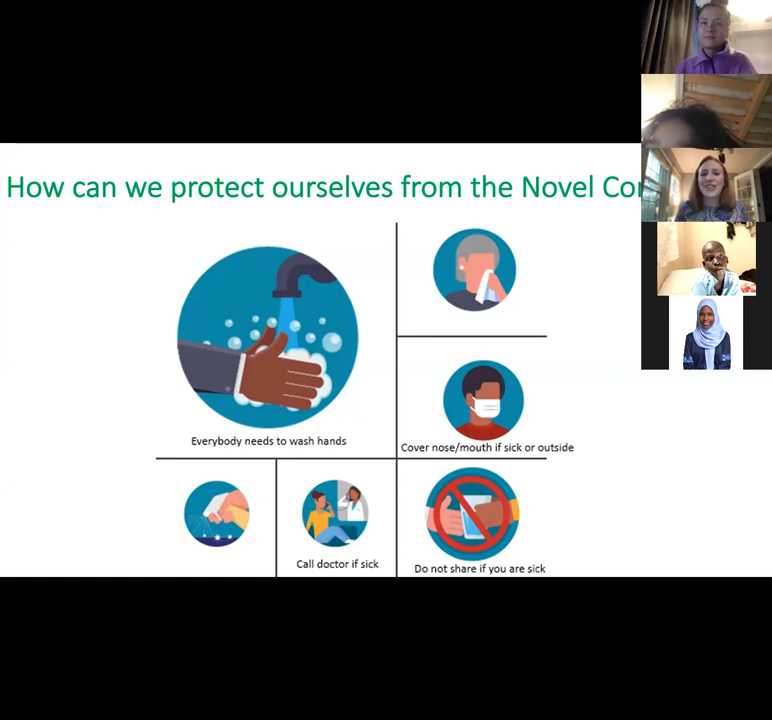 How can we protect ourselves from the Novel Cor
Everybody needs to wash hands
Cover nose/mouth if sick or outside
Call doctor if sick
Do not share if you are sick